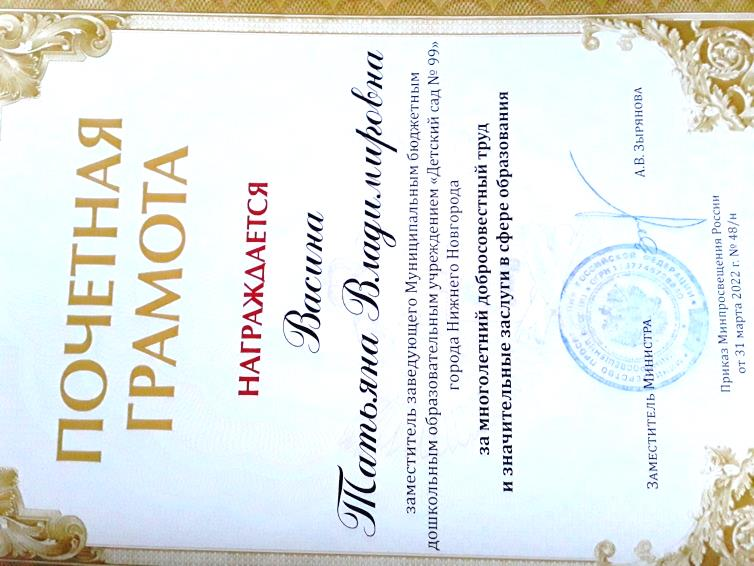 ПОЧЕТНАЯ
ГРАМОТА
НАГРАЖДАЕТСЯ
Васина
Татьяна Владимировна
заместитель заведующего Муниципальным бюджетным
дошкольным образовательным учреждением «Детский сад № 99»
города Нижнего Новгорода
за многолетний добросовестный труд
и значительные заслуги в сфере образования
Заместитель Министра
А.В. Зырянова
Приказ Минпросвещения России
от 31 марта 2022 г. № 48/н